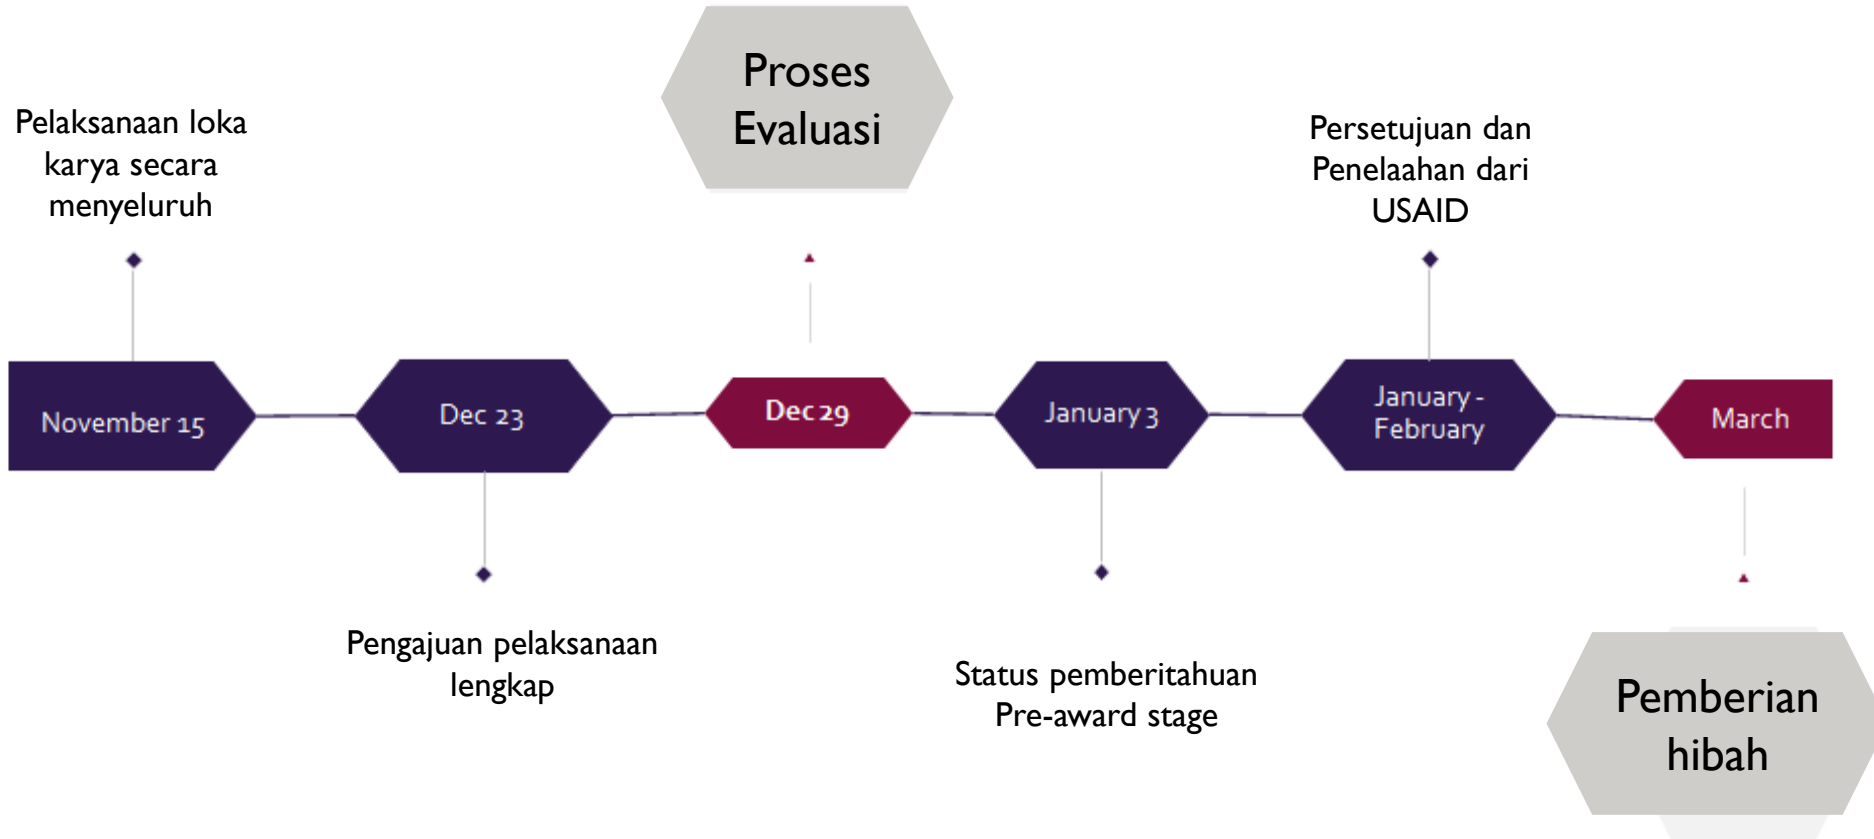 Proses
Evaluasi
Pelaksanaan loka
karya secara
menyeluruh
Persetujuan dan
Penelaahan dari
USAID
November 15
Dec 23
Dec 29
January 3
January -
February
March
Pengajuan pelaksanaan
lengkap
Status pemberitahuan
Pre-award stage
Pemberian
hibah